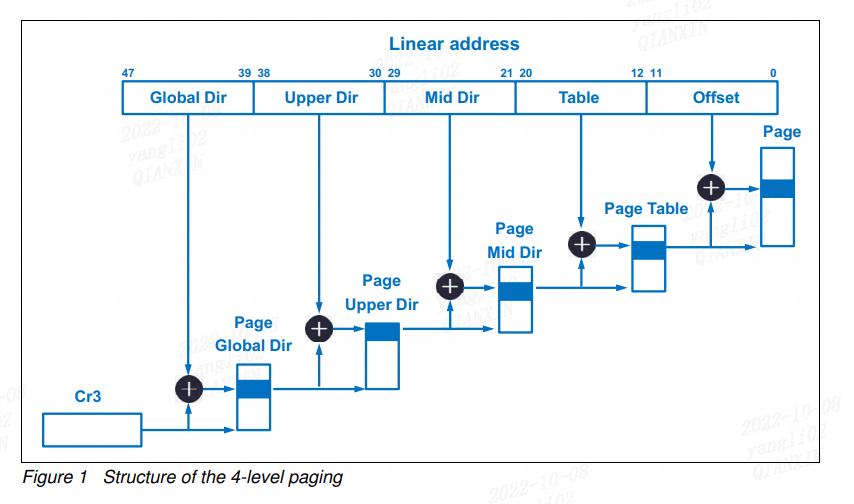 Linear address
47 39 38 30 29 21 20 12 11 0
Global Dir Upper Dir Mid Dir Table Offset
Page
Page Table
Page
Mid Dir
Page
Upper Dir
Page
Global Dir
Cr3
Figure 1 Structure of the 4-level paging
2022-10-08
yangli02
QIANXIN